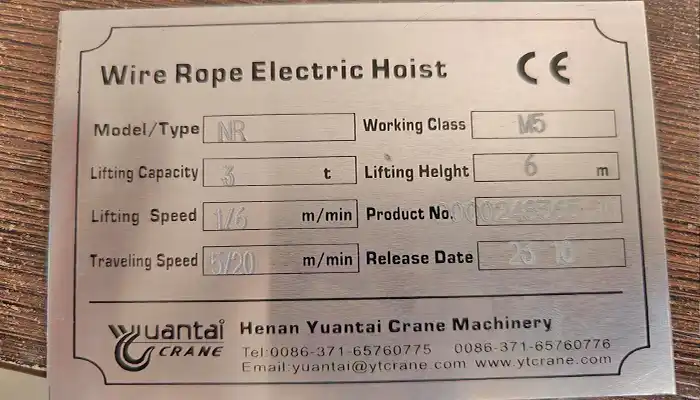 Wire Rope Electric Hoist CE
Model/Type NR Working Class M5
Lifting Capacity 3 t Lifting Height 6 m
Lifting Speed 1/6 m/min Product No.
Traveling Speed 5/20 m/min Release Date 23 10
yuantai Henan Yuantai Crane Machinery
CRANE Tel:0086-371-65760775 0086-371-65760776
Email:yuantai@ytcrane.com www.ytcrane.com